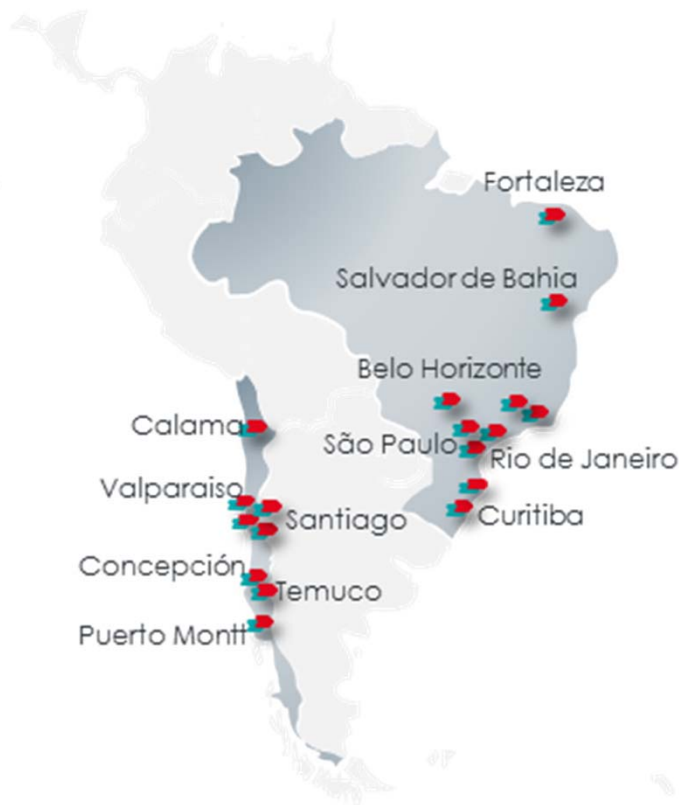 Fortaleza
Salvador de Bahia
Belo Horizonte
Calama
São Paulo
Rio de Janeiro
Valparaiso
Santiago
Curitiba
Concepción
Temuco
Puerto Montt